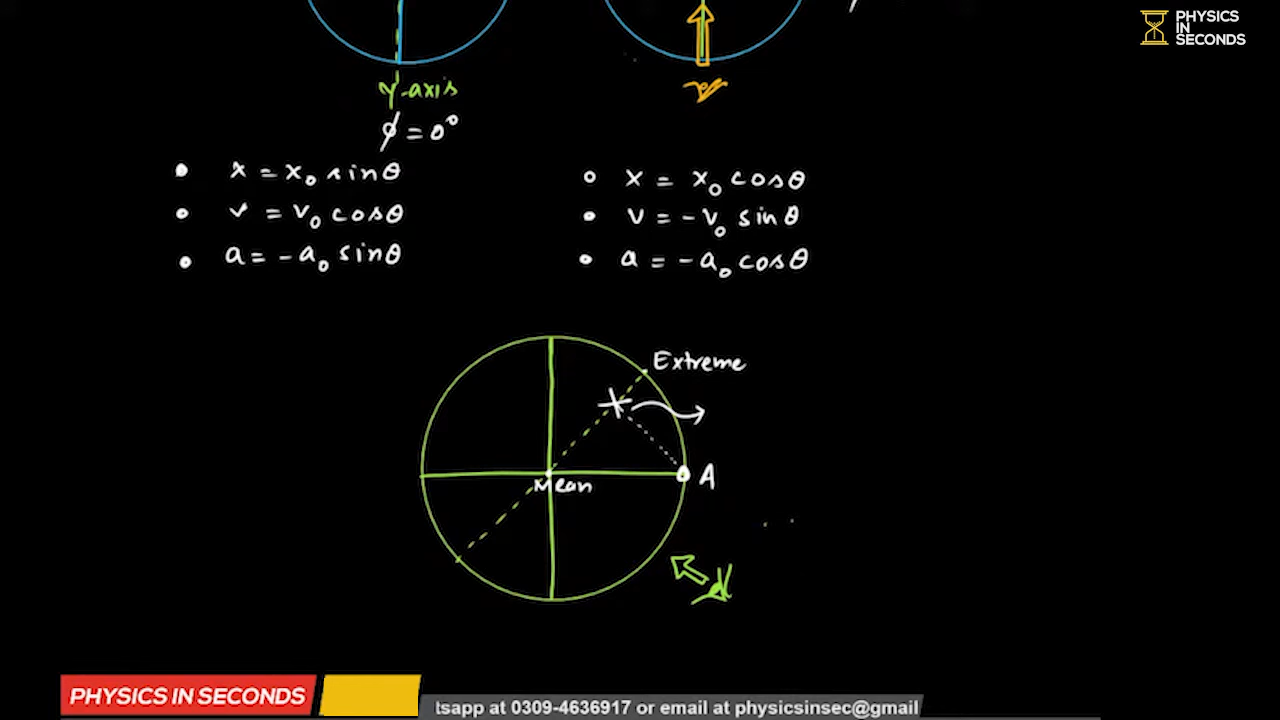 PHYSICS
IN
SECONDS
Y-axis
ϕ = 0°
• x = x₀ sinθ
• v = v₀ cosθ
• a = -a₀ sinθ
∘ x = x₀ cosθ
• v = -v₀ sinθ
• a = -a₀ cosθ
Extreme
A
Mean
PHYSICS IN SECONDS
tsapp at 0309-4636917 or email at physicsinsec@gmail